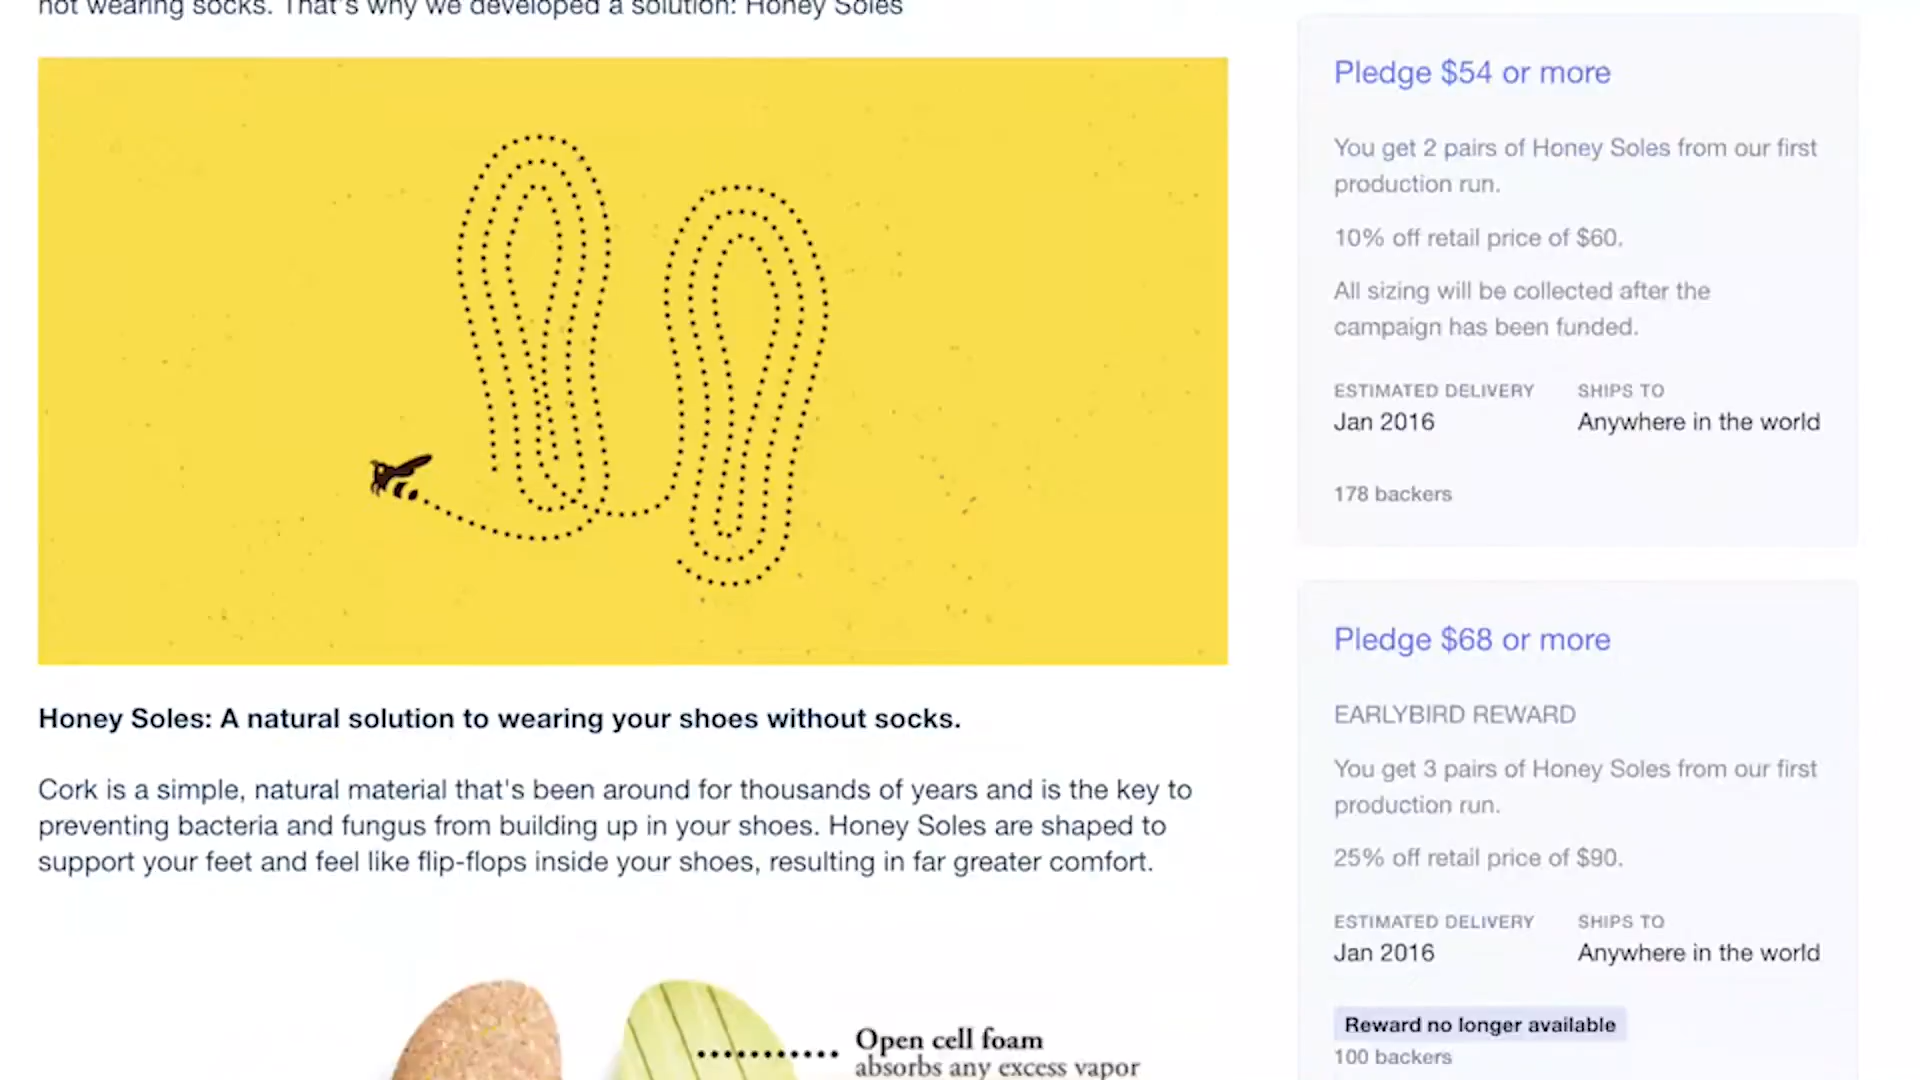 not wearing socks. That's why we developed a solution: Honey Soles
Honey Soles: A natural solution to wearing your shoes without socks.
Cork is a simple, natural material that's been around for thousands of years and is the key to
preventing bacteria and fungus from building up in your shoes. Honey Soles are shaped to
support your feet and feel like flip-flops inside your shoes, resulting in far greater comfort.
Open cell foam
absorbs any excess vapor
Pledge $54 or more
You get 2 pairs of Honey Soles from our first
production run.
10% off retail price of $60.
All sizing will be collected after the
campaign has been funded.
ESTIMATED DELIVERY SHIPS TO
Jan 2016 Anywhere in the world
178 backers
Pledge $68 or more
EARLYBIRD REWARD
You get 3 pairs of Honey Soles from our first
production run.
25% off retail price of $90.
ESTIMATED DELIVERY SHIPS TO
Jan 2016 Anywhere in the world
Reward no longer available
100 backers